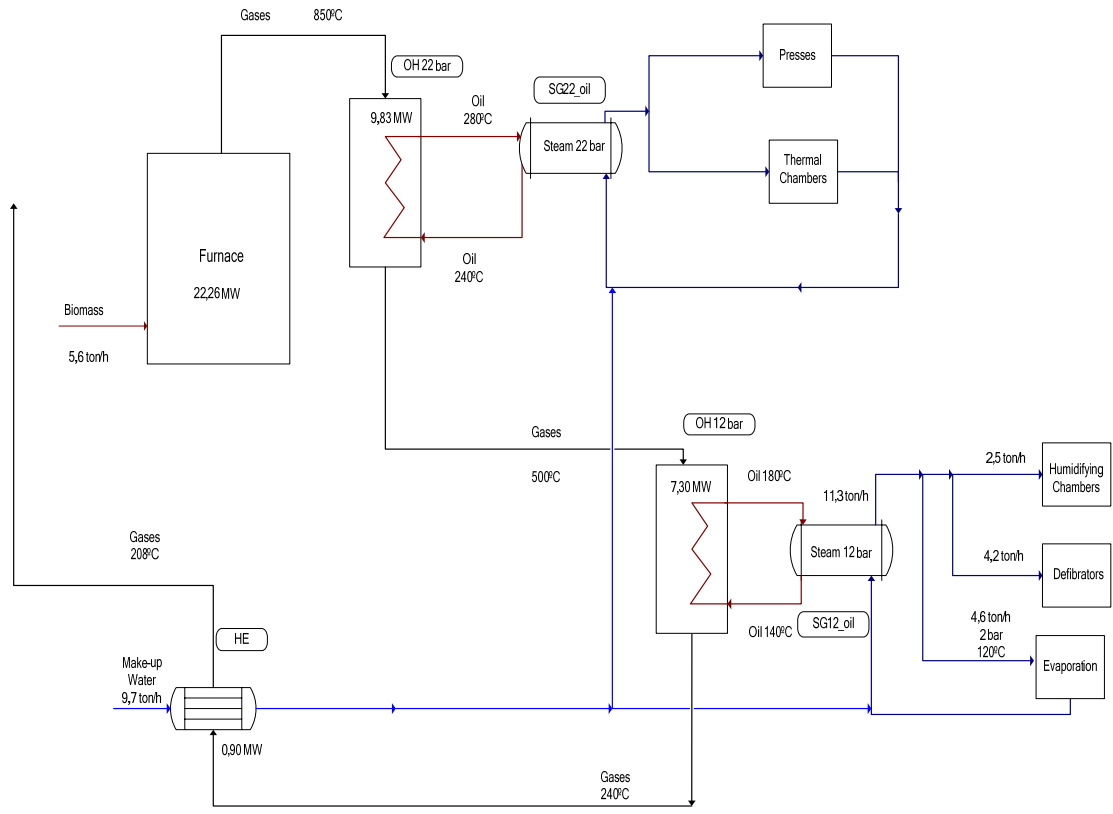 Gases 850ºC
OH 22 bar
9,83 MW
Oil
280ºC
SG22_oil
Steam 22 bar
Presses
Thermal
Chambers
Furnace
22,26 MW
Oil
240ºC
Biomass
5,6 ton/h
Gases
500ºC
OH 12 bar
7,30 MW
Oil 180ºC
11,3 ton/h
Steam 12 bar
Oil 140ºC
SG12_oil
2,5 ton/h
Humidifying
Chambers
4,2 ton/h
Defibrators
4,6 ton/h
2 bar
120ºC
Evaporation
Gases
208ºC
HE
Make-up
Water
9,7 ton/h
0,90 MW
Gases
240ºC